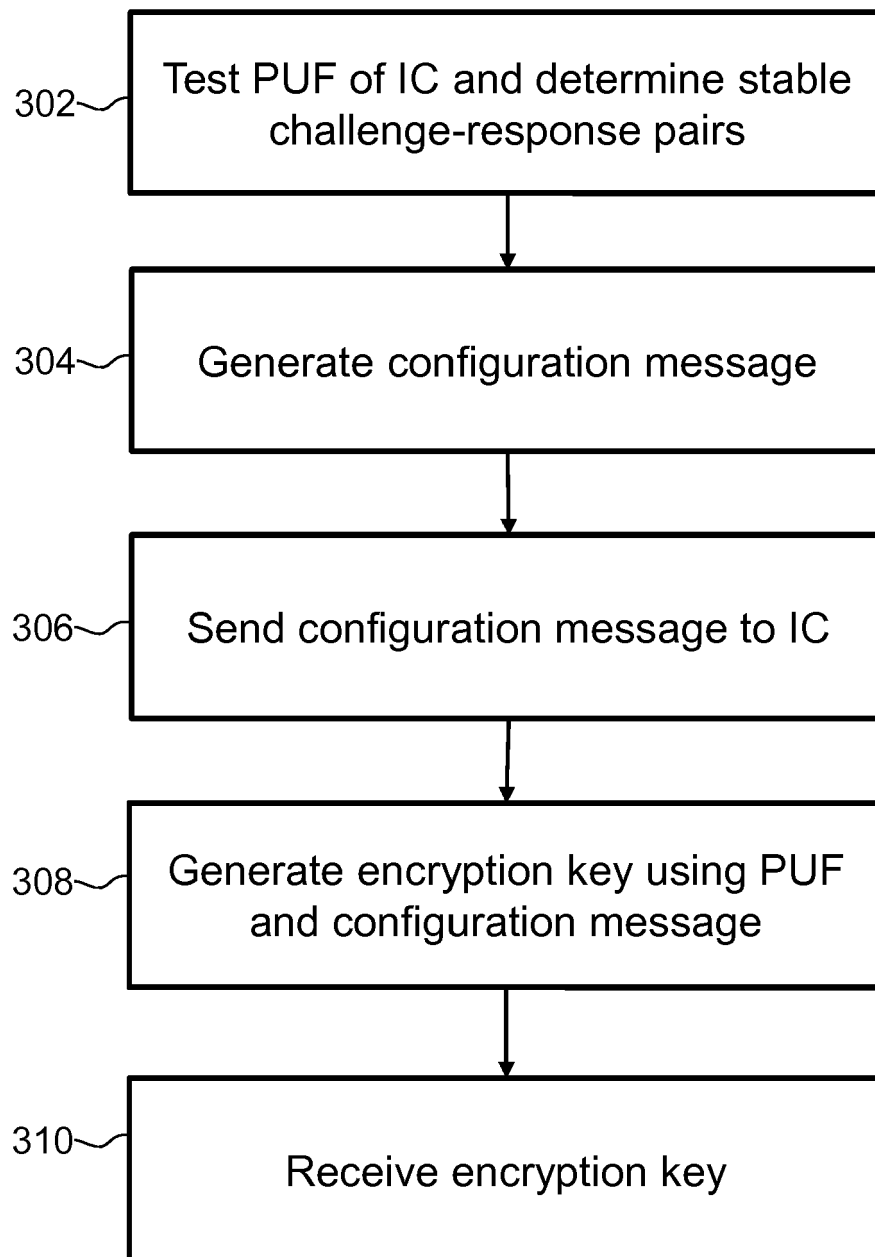 302
Test PUF of IC and determine stable
challenge-response pairs
304
Generate configuration message
306
Send configuration message to IC
308
Generate encryption key using PUF
and configuration message
310
Receive encryption key